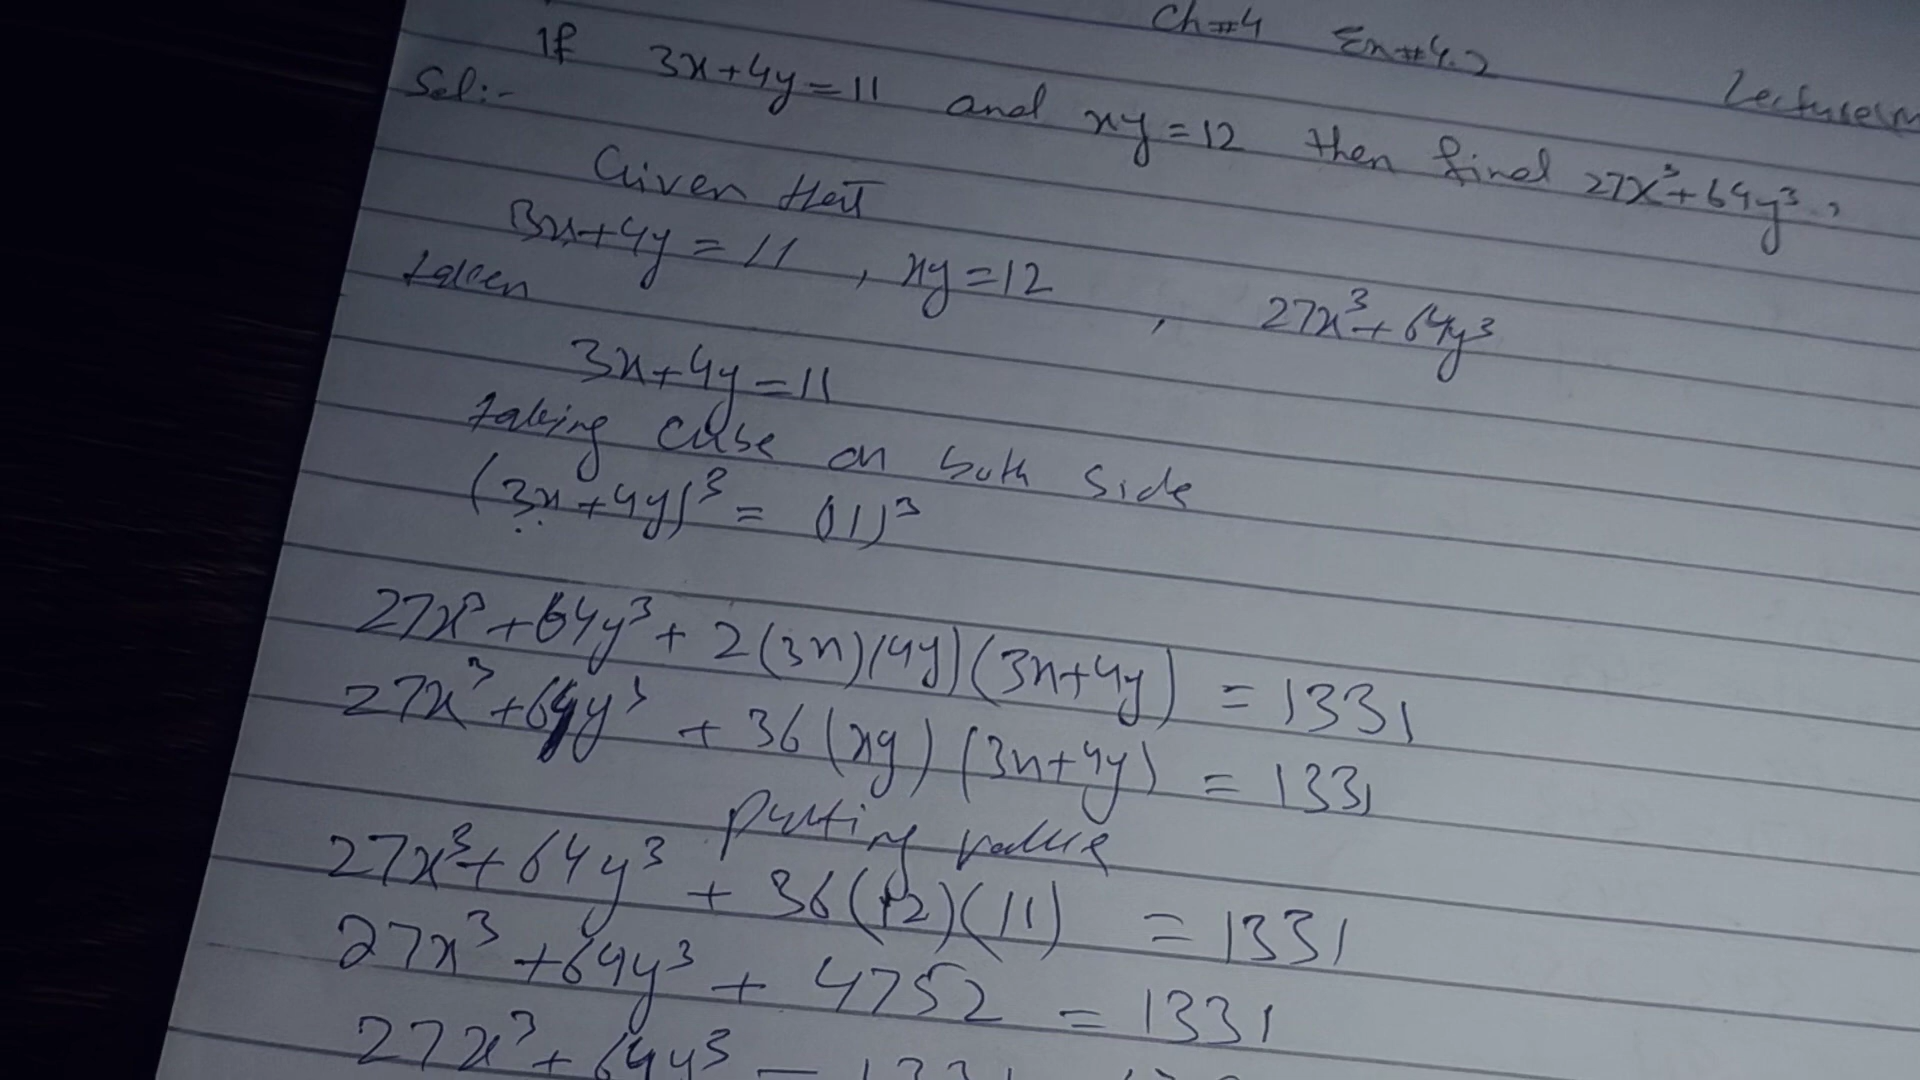 Ch#4 Ex#4.2
If 3x+4y=11 and xy=12 then find 27x³+64y³?
Sol:-
Given that
3x+4y=11, xy=12, 27x³+64y³
taken
3x+4y=11
taking cube on both side
(3x+4y)³ = (11)³
27x³+64y³+2(3x)(4y)(3x+4y) = 1331
27x³+64y³ + 36(xy)(3x+4y) = 1331
putting value
27x³+64y³ + 36(12)(11) = 1331
27x³+64y³ + 4752 = 1331
27x³+64y³ =